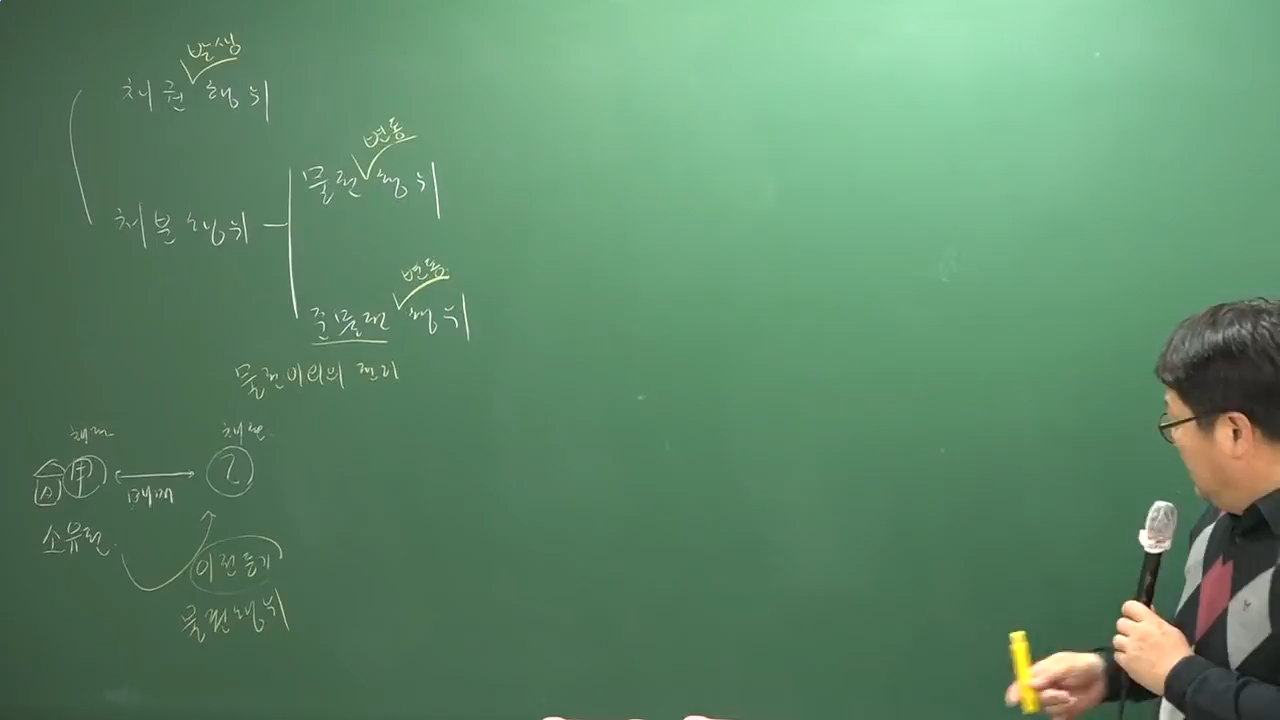 발생
채권 행위
변동
물권 행위
처분 행위
변동
준물권 행위
물권 이외의 권리
채권 채권
甲 乙
매매
A
소유권
이전등기
물권행위